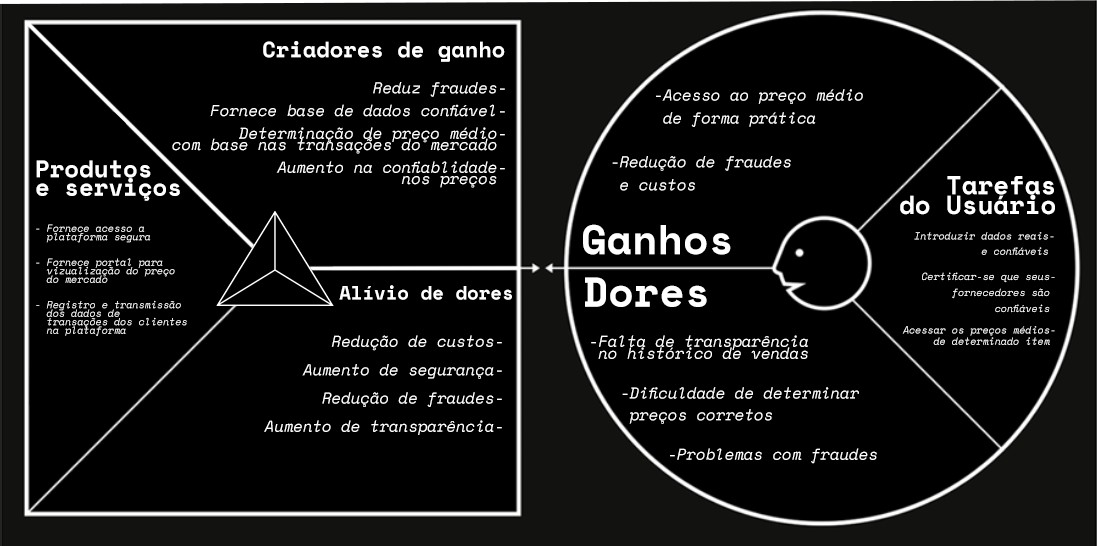 Criadores de ganho
Reduz fraudes-
Fornece base de dados confiável-
Determinação de preço médio-
com base nas transações do mercado
Aumento na confiablidade-
nos preços
Produtos
e serviços
- Fornece acesso a
plataforma segura
- Fornece portal para
vizualização do preço
do mercado
- Registro e transmissão
dos dados de
transações dos clientes
na plataforma
Alívio de dores
Redução de custos-
Aumento de segurança-
Redução de fraudes-
Aumento de transparência-
-Acesso ao preço médio
de forma prática
-Redução de fraudes
e custos
Ganhos
Dores
-Falta de transparência
no histórico de vendas
-Dificuldade de determinar
preços corretos
-Problemas com fraudes
Tarefas
do Usuário
Introduzir dados reais-
e confiáveis
Certificar-se que seus-
fornecedores são
confiáveis
Acessar os preços médios-
de determinado item